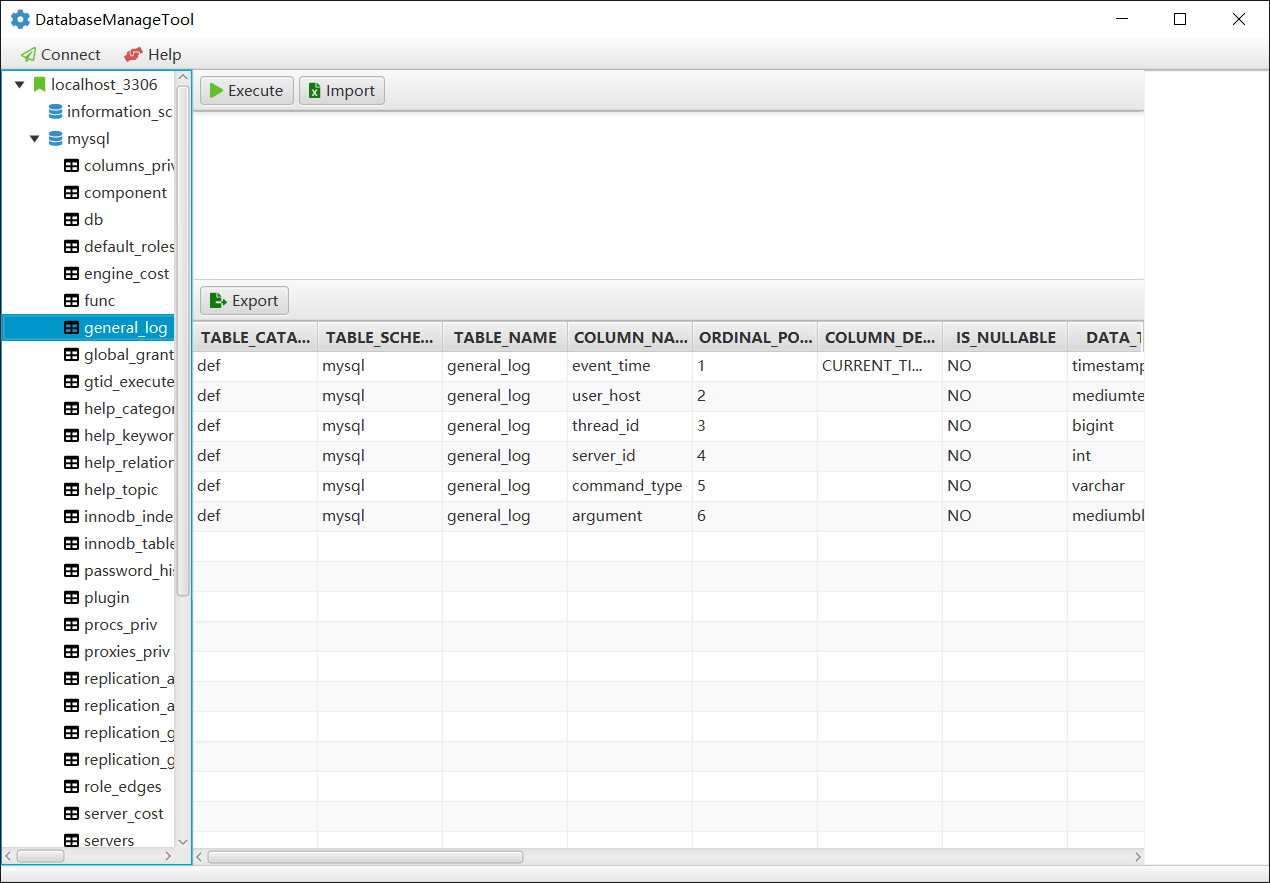 DatabaseManageTool
Connect Help
localhost_3306
information_sc
mysql
columns_priv
component
db
default_roles
engine_cost
func
general_log
global_grant
gtid_execute
help_categor
help_keywor
help_relation
help_topic
innodb_inde
innodb_table
password_his
plugin
procs_priv
proxies_priv
replication_a
replication_a
replication_g
replication_g
role_edges
server_cost
servers
Execute Import
Export
TABLE_CATA... TABLE_SCHE... TABLE_NAME COLUMN_NA... ORDINAL_PO... COLUMN_DE... IS_NULLABLE DATA_T
def mysql general_log event_time 1 CURRENT_TI... NO timestamp
def mysql general_log user_host 2 NO mediumte
def mysql general_log thread_id 3 NO bigint
def mysql general_log server_id 4 NO int
def mysql general_log command_type 5 NO varchar
def mysql general_log argument 6 NO mediumbl